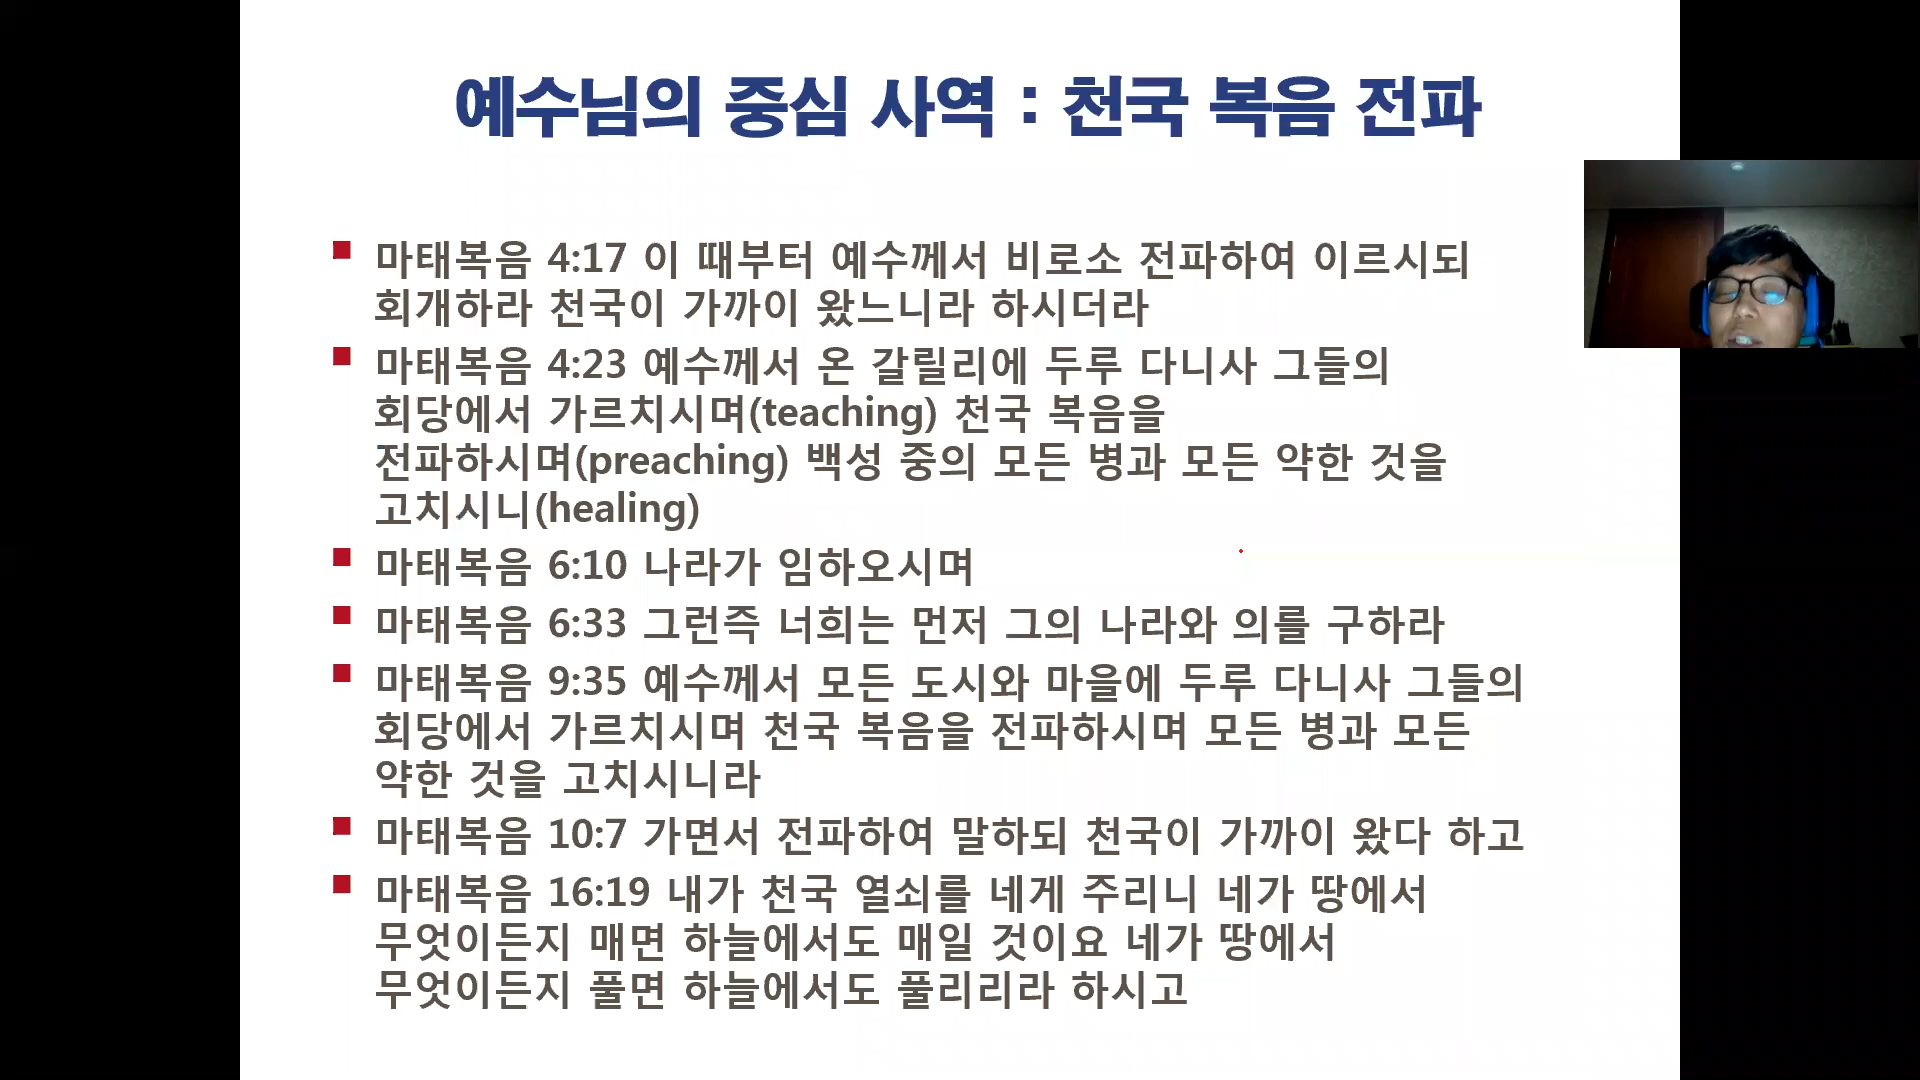 예수님의 중심 사역 : 천국 복음 전파
마태복음 4:17 이 때부터 예수께서 비로소 전파하여 이르시되
회개하라 천국이 가까이 왔느니라 하시더라
마태복음 4:23 예수께서 온 갈릴리에 두루 다니사 그들의
회당에서 가르치시며(teaching) 천국 복음을
전파하시며(preaching) 백성 중의 모든 병과 모든 약한 것을
고치시니(healing)
마태복음 6:10 나라가 임하오시며
마태복음 6:33 그런즉 너희는 먼저 그의 나라와 의를 구하라
마태복음 9:35 예수께서 모든 도시와 마을에 두루 다니사 그들의
회당에서 가르치시며 천국 복음을 전파하시며 모든 병과 모든
약한 것을 고치시니라
마태복음 10:7 가면서 전파하여 말하되 천국이 가까이 왔다 하고
마태복음 16:19 내가 천국 열쇠를 네게 주리니 네가 땅에서
무엇이든지 매면 하늘에서도 매일 것이요 네가 땅에서
무엇이든지 풀면 하늘에서도 풀리리라 하시고